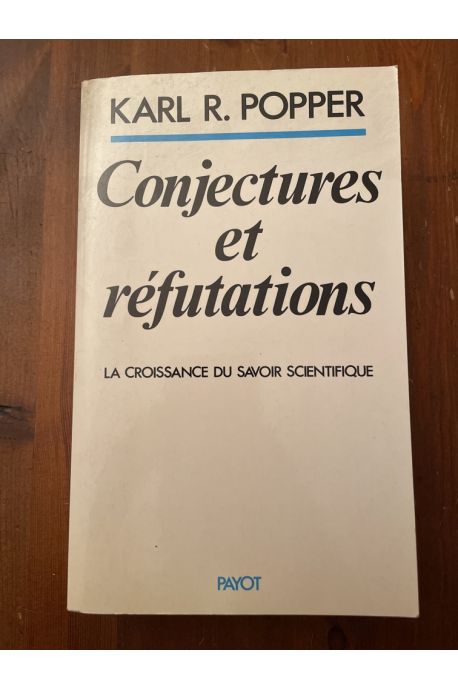 KARL R. POPPER
Conjectures
et
réfutations
LA CROISSANCE DU SAVOIR SCIENTIFIQUE
PAYOT